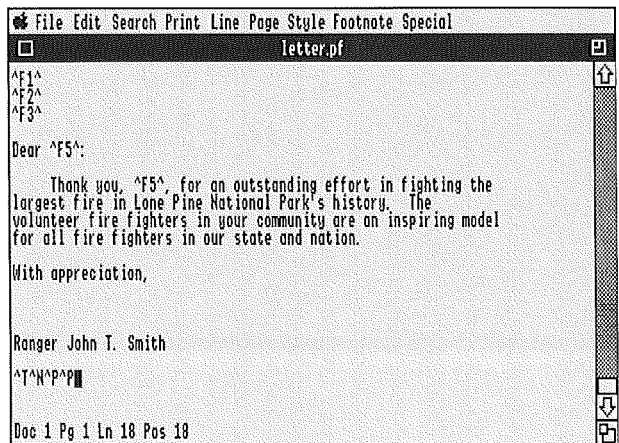 File Edit Search Print Line Page Style Footnote Special
letter.pf
^F1^
^F2^
^F3^
Dear ^F5^:
Thank you, ^F5^, for an outstanding effort in fighting the
largest fire in Lone Pine National Park's history. The
volunteer fire fighters in your community are an inspiring model
for all fire fighters in our state and nation.
With appreciation,
Ranger John T. Smith
^T^N^P^P
Doc 1 Pg 1 Ln 18 Pos 18